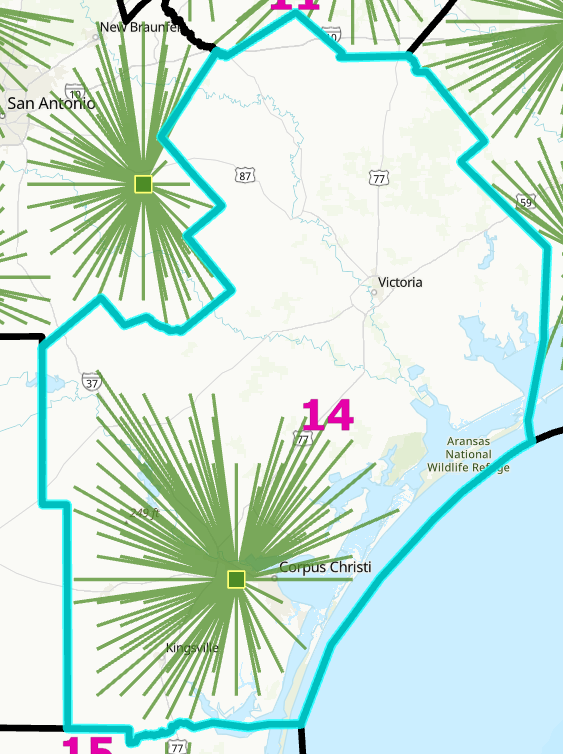 11
New Braunfels
10
10
San Antonio
87
77
59
Victoria
37
14
77
Aransas
National
Wildlife Refuge
249 ft
Corpus Christi
Kingsville
15
77